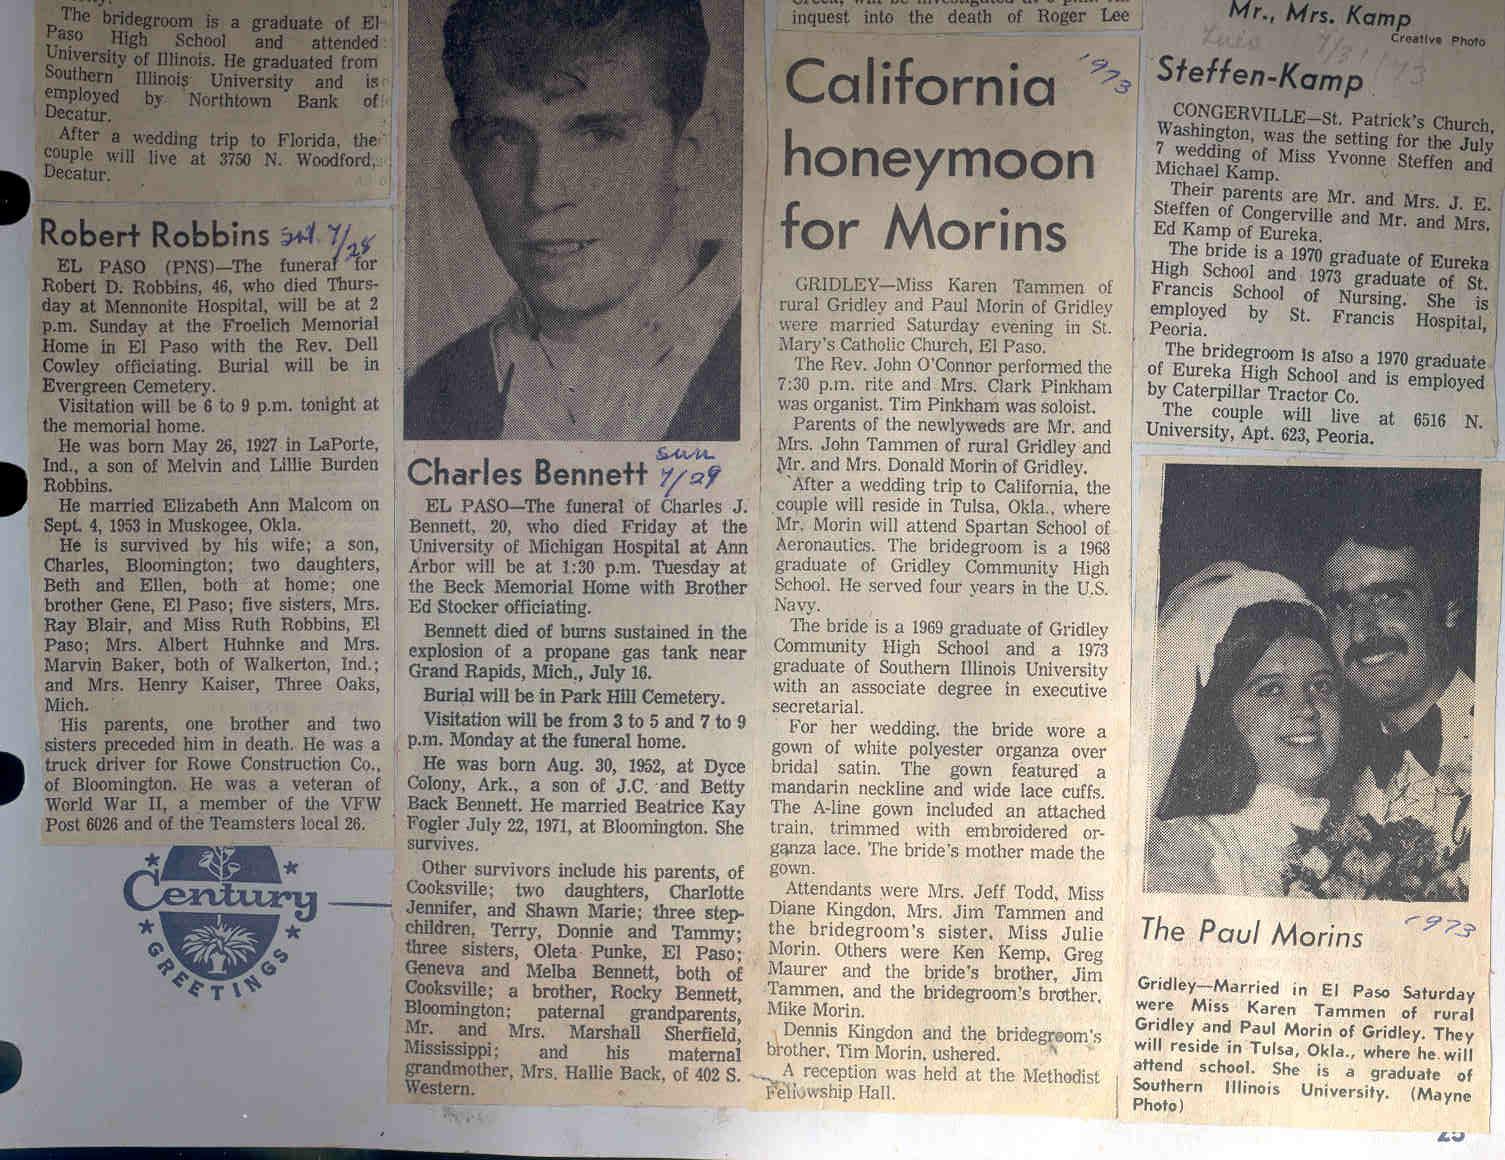 The bridegroom is a graduate of El
Paso High School and attended
University of Illinois. He graduated from
Southern Illinois University and is
employed by Northtown Bank of
Decatur.
After a wedding trip to Florida, the
couple will live at 3750 N. Woodford,
Decatur.
Robert Robbins Sat. 7/28
EL PASO (PNS)—The funeral for
Robert D. Robbins, 46, who died Thurs-
day at Mennonite Hospital, will be at 2
p.m. Sunday at the Froelich Memorial
Home in El Paso with the Rev. Dell
Cowley officiating. Burial will be in
Evergreen Cemetery.
Visitation will be 6 to 9 p.m. tonight at
the memorial home.
He was born May 26, 1927 in LaPorte,
Ind., a son of Melvin and Lillie Burden
Robbins.
He married Elizabeth Ann Malcom on
Sept. 4, 1953 in Muskogee, Okla.
He is survived by his wife; a son,
Charles, Bloomington; two daughters,
Beth and Ellen, both at home; one
brother Gene, El Paso; five sisters, Mrs.
Ray Blair, and Miss Ruth Robbins, El
Paso; Mrs. Albert Huhnke and Mrs.
Marvin Baker, both of Walkerton, Ind.;
and Mrs. Henry Kaiser, Three Oaks,
Mich.
His parents, one brother and two
sisters preceded him in death. He was a
truck driver for Rowe Construction Co.,
of Bloomington. He was a veteran of
World War II, a member of the VFW
Post 6026 and of the Teamsters local 26.
Century
GREETINGS
Charles Bennett Sun 7/29
EL PASO—The funeral of Charles J.
Bennett, 20, who died Friday at the
University of Michigan Hospital at Ann
Arbor will be at 1:30 p.m. Tuesday at
the Beck Memorial Home with Brother
Ed Stocker officiating.
Bennett died of burns sustained in the
explosion of a propane gas tank near
Grand Rapids, Mich., July 16.
Burial will be in Park Hill Cemetery.
Visitation will be from 3 to 5 and 7 to 9
p.m. Monday at the funeral home.
He was born Aug. 30, 1952, at Dyce
Colony, Ark., a son of J.C. and Betty
Back Bennett. He married Beatrice Kay
Fogler July 22, 1971, at Bloomington. She
survives.
Other survivors include his parents, of
Cooksville; two daughters, Charlotte
Jennifer, and Shawn Marie; three step-
children, Terry, Donnie and Tammy;
three sisters, Oleta Punke, El Paso;
Geneva and Melba Bennett, both of
Cooksville; a brother, Rocky Bennett,
Bloomington; paternal grandparents,
Mr. and Mrs. Marshall Sherfield,
Mississippi; and his maternal
grandmother, Mrs. Hallie Back, of 402 S.
Western.
inquest into the death of Roger Lee
1973
California
honeymoon
for Morins
GRIDLEY—Miss Karen Tammen of
rural Gridley and Paul Morin of Gridley
were married Saturday evening in St.
Mary's Catholic Church, El Paso.
The Rev. John O'Connor performed the
7:30 p.m. rite and Mrs. Clark Pinkham
was organist. Tim Pinkham was soloist.
Parents of the newlyweds are Mr. and
Mrs. John Tammen of rural Gridley and
Mr. and Mrs. Donald Morin of Gridley.
After a wedding trip to California, the
couple will reside in Tulsa, Okla., where
Mr. Morin will attend Spartan School of
Aeronautics. The bridegroom is a 1968
graduate of Gridley Community High
School. He served four years in the U.S.
Navy.
The bride is a 1969 graduate of Gridley
Community High School and a 1973
graduate of Southern Illinois University
with an associate degree in executive
secretarial.
For her wedding, the bride wore a
gown of white polyester organza over
bridal satin. The gown featured a
mandarin neckline and wide lace cuffs.
The A-line gown included an attached
train, trimmed with embroidered or-
ganza lace. The bride's mother made the
gown.
Attendants were Mrs. Jeff Todd, Miss
Diane Kingdon, Mrs. Jim Tammen and
the bridegroom's sister, Miss Julie
Morin. Others were Ken Kemp, Greg
Maurer and the bride's brother, Jim
Tammen, and the bridegroom's brother,
Mike Morin.
Dennis Kingdon and the bridegroom's
brother, Tim Morin, ushered.
A reception was held at the Methodist
Fellowship Hall.
Mr., Mrs. Kamp
Creative Photo
Tues 7/31/73
Steffen-Kamp
CONGERVILLE—St. Patrick's Church,
Washington, was the setting for the July
7 wedding of Miss Yvonne Steffen and
Michael Kamp.
Their parents are Mr. and Mrs. J. E.
Steffen of Congerville and Mr. and Mrs.
Ed Kamp of Eureka.
The bride is a 1970 graduate of Eureka
High School and 1973 graduate of St.
Francis School of Nursing. She is
employed by St. Francis Hospital,
Peoria.
The bridegroom is also a 1970 graduate
of Eureka High School and is employed
by Caterpillar Tractor Co.
The couple will live at 6516 N.
University, Apt. 623, Peoria.
The Paul Morins 1973
Gridley—Married in El Paso Saturday
were Miss Karen Tammen of rural
Gridley and Paul Morin of Gridley. They
will reside in Tulsa, Okla., where he will
attend school. She is a graduate of
Southern Illinois University. (Mayne
Photo)
25